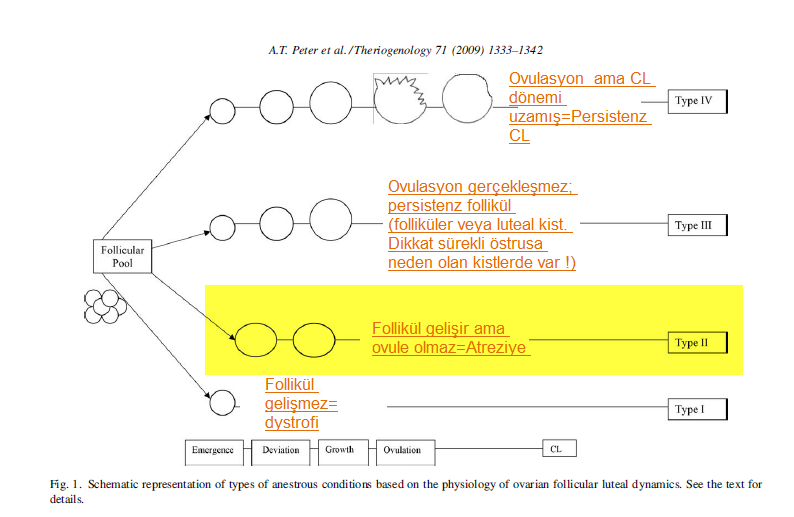 A.T. Peter et al. / Theriogenology 71 (2009) 1333–1342
Ovulasyon ama CL
dönemi
uzamış=Persistenz
CL
Type IV
Ovulasyon gerçekleşmez;
persistenz follikül
(folliküler veya luteal kist.
Dikkat sürekli östrusa
neden olan kistlerde var !)
Type III
Follicular
Pool
Follikül gelişir ama
ovule olmaz=Atreziye
Type II
Follikül
gelişmez=
dystrofi
Type I
Emergence
Deviation
Growth
Ovulation
CL
Fig. 1. Schematic representation of types of anestrous conditions based on the physiology of ovarian follicular luteal dynamics. See the text for
details.